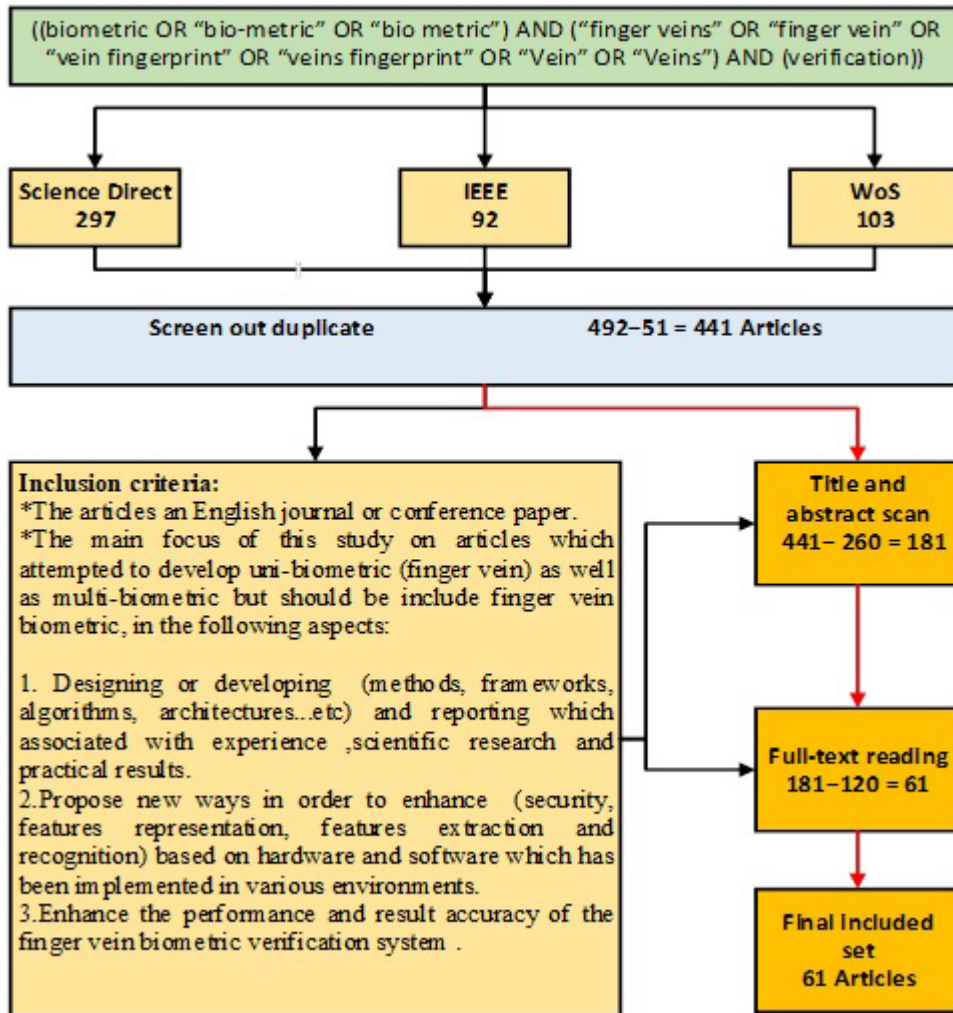 ((biometric OR “bio-metric” OR “bio metric”) AND (“finger veins” OR “finger vein” OR
“vein fingerprint” OR “veins fingerprint” OR “Vein” OR “Veins”) AND (verification))
Science Direct
297
IEEE
92
WoS
103
Screen out duplicate 492−51 = 441 Articles
Inclusion criteria:
*The articles an English journal or conference paper.
*The main focus of this study on articles which
attempted to develop uni-biometric (finger vein) as well
as multi-biometric but should be include finger vein
biometric, in the following aspects:
1. Designing or developing (methods, frameworks,
algorithms, architectures...etc) and reporting which
associated with experience ,scientific research and
practical results.
2.Propose new ways in order to enhance (security,
features representation, features extraction and
recognition) based on hardware and software which has
been implemented in various environments.
3.Enhance the performance and result accuracy of the
finger vein biometric verification system .
Title and
abstract scan
441− 260 = 181
Full-text reading
181−120 = 61
Final included
set
61 Articles